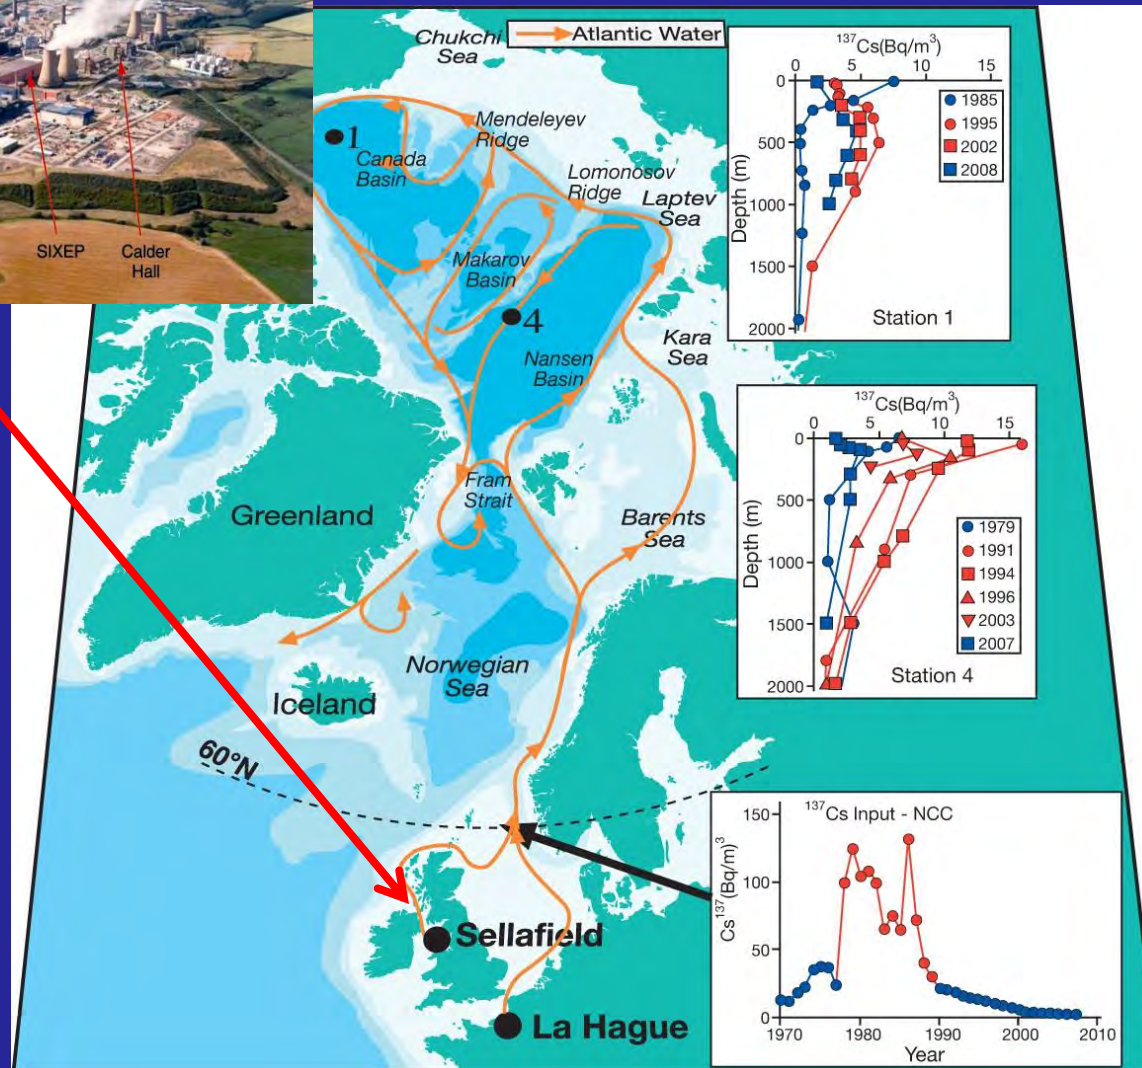 SIXEP
Calder
Hall
Chukchi
Sea
Atlantic Water
1
Canada
Basin
Mendeleyev
Ridge
Lomonosov
Ridge
Laptev
Sea
Makarov
Basin
4
Nansen
Basin
Kara
Sea
Fram
Strait
Greenland
Barents
Sea
Norwegian
Sea
Iceland
60°N
Sellafield
La Hague
¹³⁷Cs(Bq/m³)
0 5 10 15
0
500
1000
1500
2000
Depth (m)
1985
1995
2002
2008
Station 1
¹³⁷Cs(Bq/m³)
0 5 10 15
0
500
1000
1500
2000
Depth (m)
1979
1991
1994
1996
2003
2007
Station 4
¹³⁷Cs Input - NCC
Cs¹³⁷(Bq/m)³
150
100
50
0
1970 1980 1990 2000 2010
Year